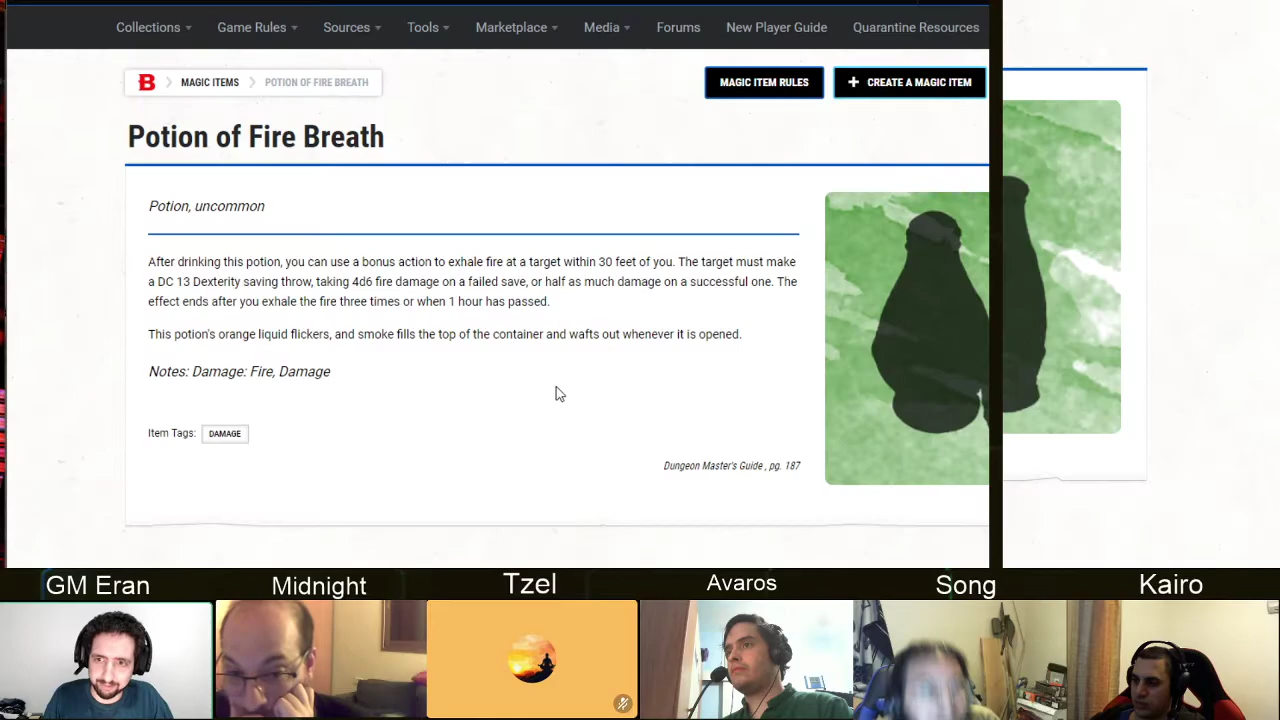 Collections Game Rules Sources Tools Marketplace Media Forums New Player Guide Quarantine Resources
B MAGIC ITEMS POTION OF FIRE BREATH MAGIC ITEM RULES + CREATE A MAGIC ITEM
Potion of Fire Breath
Potion, uncommon
After drinking this potion, you can use a bonus action to exhale fire at a target within 30 feet of you. The target must make
a DC 13 Dexterity saving throw, taking 4d6 fire damage on a failed save, or half as much damage on a successful one. The
effect ends after you exhale the fire three times or when 1 hour has passed.
This potion's orange liquid flickers, and smoke fills the top of the container and wafts out whenever it is opened.
Notes: Damage: Fire, Damage
Item Tags: DAMAGE
Dungeon Master's Guide , pg. 187
GM Eran Midnight Tzel Avaros Song Kairo